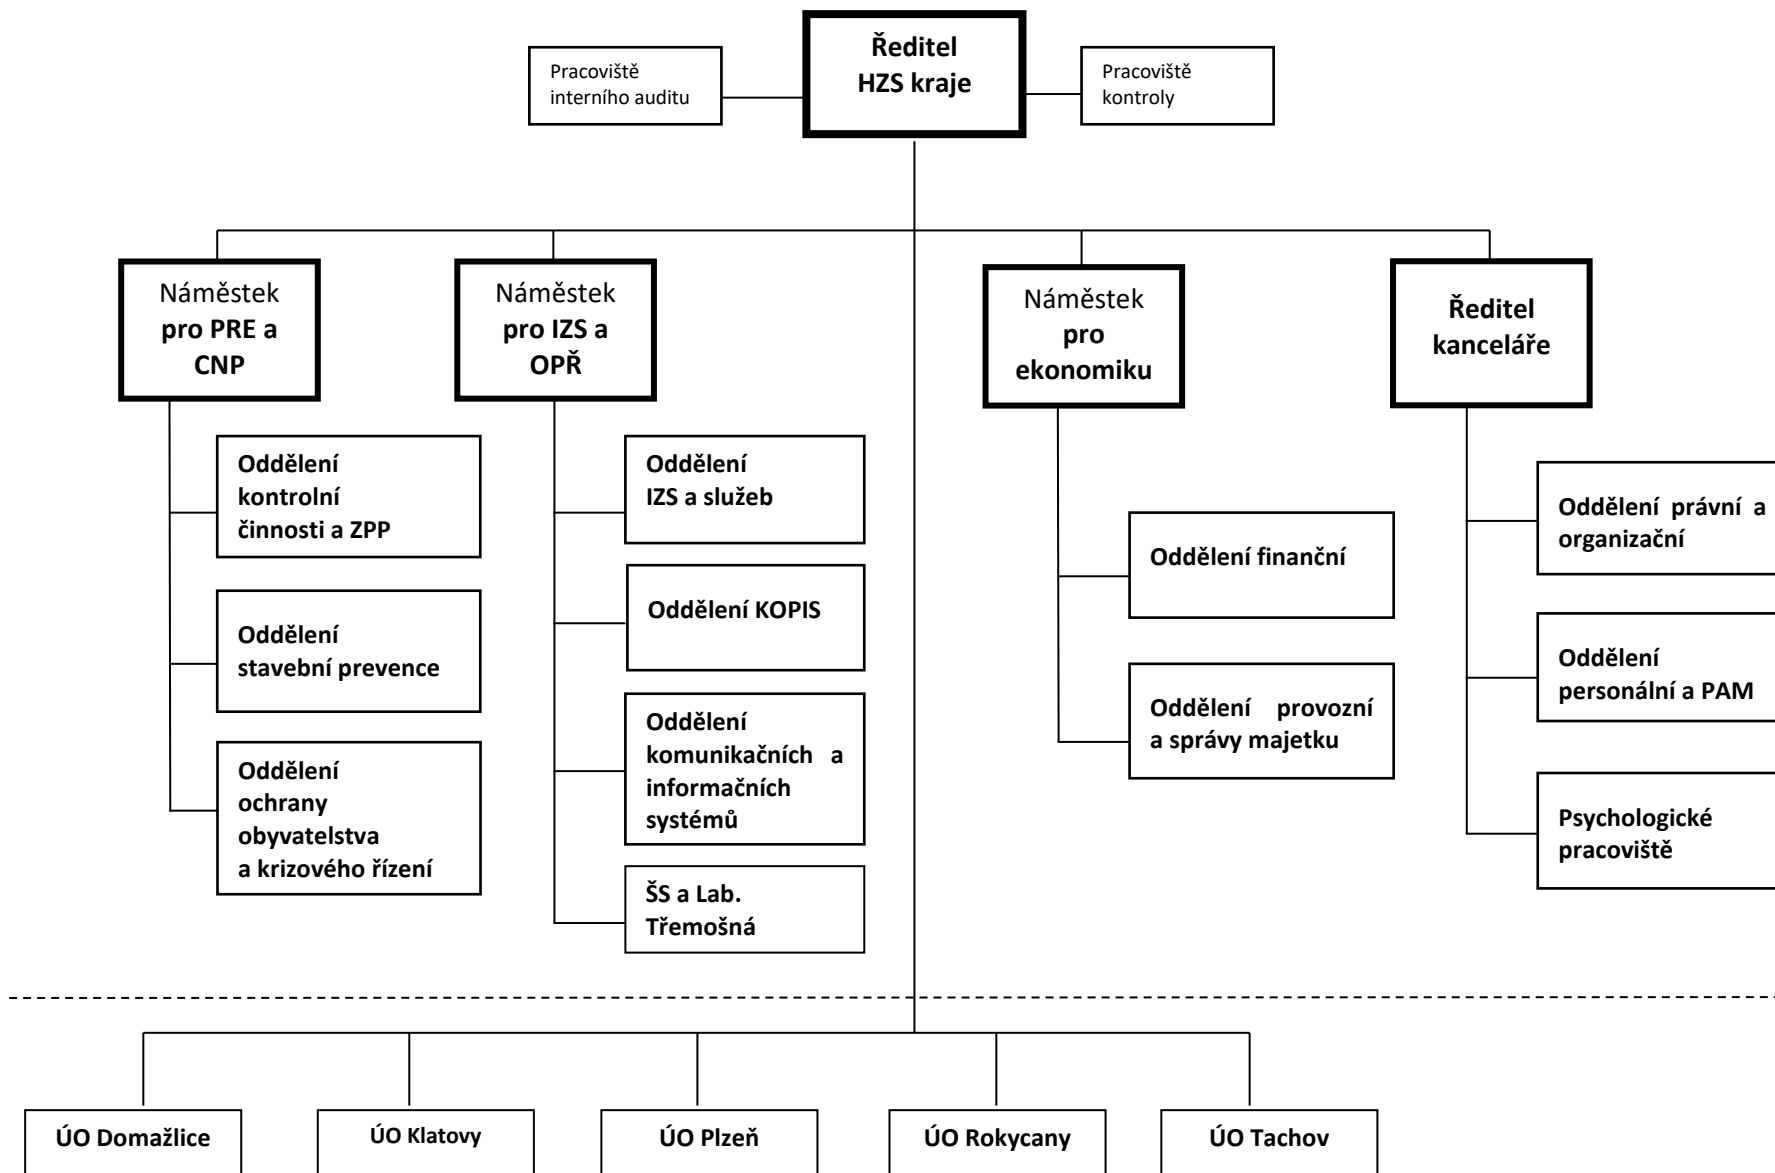 Ředitel
HZS kraje
Pracoviště
interního auditu
Pracoviště
kontroly
Náměstek
pro PRE a
CNP
Náměstek
pro IZS a
OPŘ
Náměstek
pro
ekonomiku
Ředitel
kanceláře
Oddělení
kontrolní
činnosti a ZPP
Oddělení
stavební prevence
Oddělení
ochrany
obyvatelstva
a krizového řízení
Oddělení
IZS a služeb
Oddělení KOPIS
Oddělení
komunikačních a
informačních
systémů
ŠS a Lab.
Třemošná
Oddělení finanční
Oddělení provozní
a správy majetku
Oddělení právní a
organizační
Oddělení
personální a PAM
Psychologické
pracoviště
ÚO Domažlice
ÚO Klatovy
ÚO Plzeň
ÚO Rokycany
ÚO Tachov